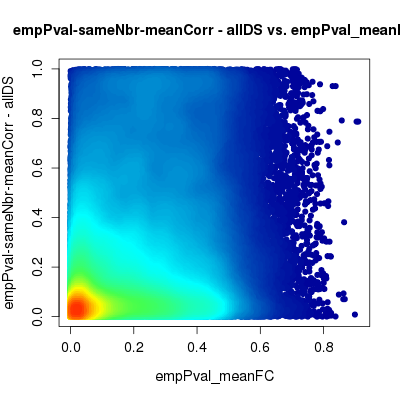 empPval-sameNbr-meanCorr - allDS vs. empPval_meanF
empPval-sameNbr-meanCorr - allDS
1.0
0.8
0.6
0.4
0.2
0.0
0.0 0.2 0.4 0.6 0.8
empPval_meanFC